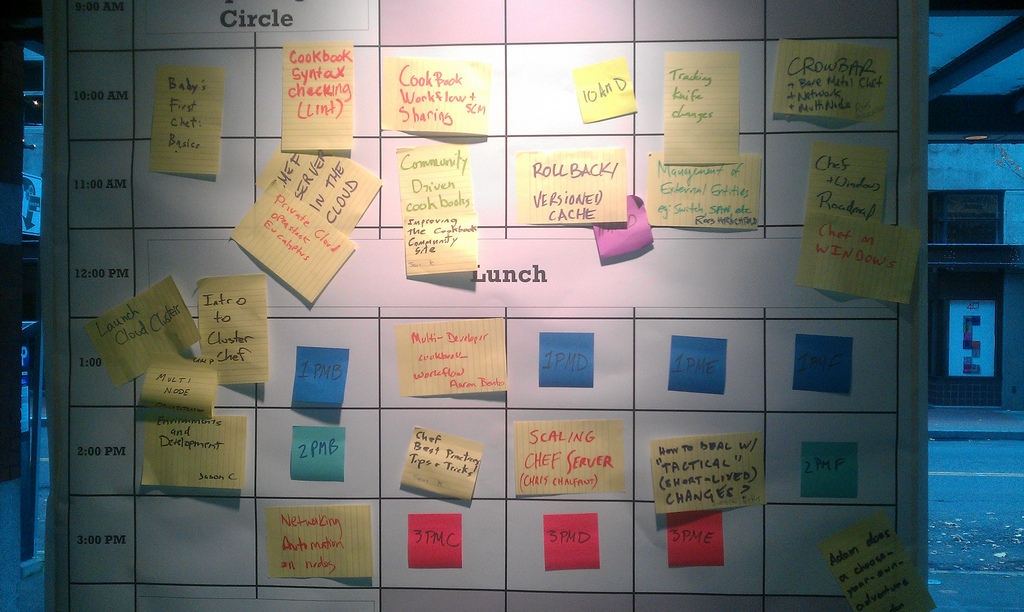 Circle
9:00 AM
10:00 AM
Baby's
First
Chef:
Basics
Cookbook
Syntax
checking
(Lint)
CookBook
Workflow +
Sharing SCM
10AM D
Tracking
Knife
changes
CROWBAR
+ Bare Metal Chef
+ Network
+ MultiNode
11:00 AM
SERVER
IN THE
CLOUD
Private Cloud
openstack
Eucalyptus
Community
Driven
cookbooks
Improving
the Cookbook
Community
Site
ROLLBACK/
VERSIONED
CACHE
Management of
External Entities
eg: Switch, SAN, etc
Chef
+ Windows
Roadmap
Chef on
WINDOWS
12:00 PM
Lunch
Launch
Cloud Cluster
Intro
to
Cluster
Chef
1:00
MULTI
NODE
1PMB
Multi-Developer
cookbook
workflow
Aaron
1PMD
1PME
1PMF
2:00 PM
Environments
and
Development
Jason C
2PMB
Chef
Best Practices
Tips + Tricks
SCALING
CHEF SERVER
(CHRIS CHALFANT)
HOW TO DEAL W/
"TACTICAL"
(SHORT-LIVED)
CHANGES?
2PMF
3:00 PM
Networking
Automation
on nodes
3PMC
3PMD
3PME
Adam does
a choose-
your-own-
adventure